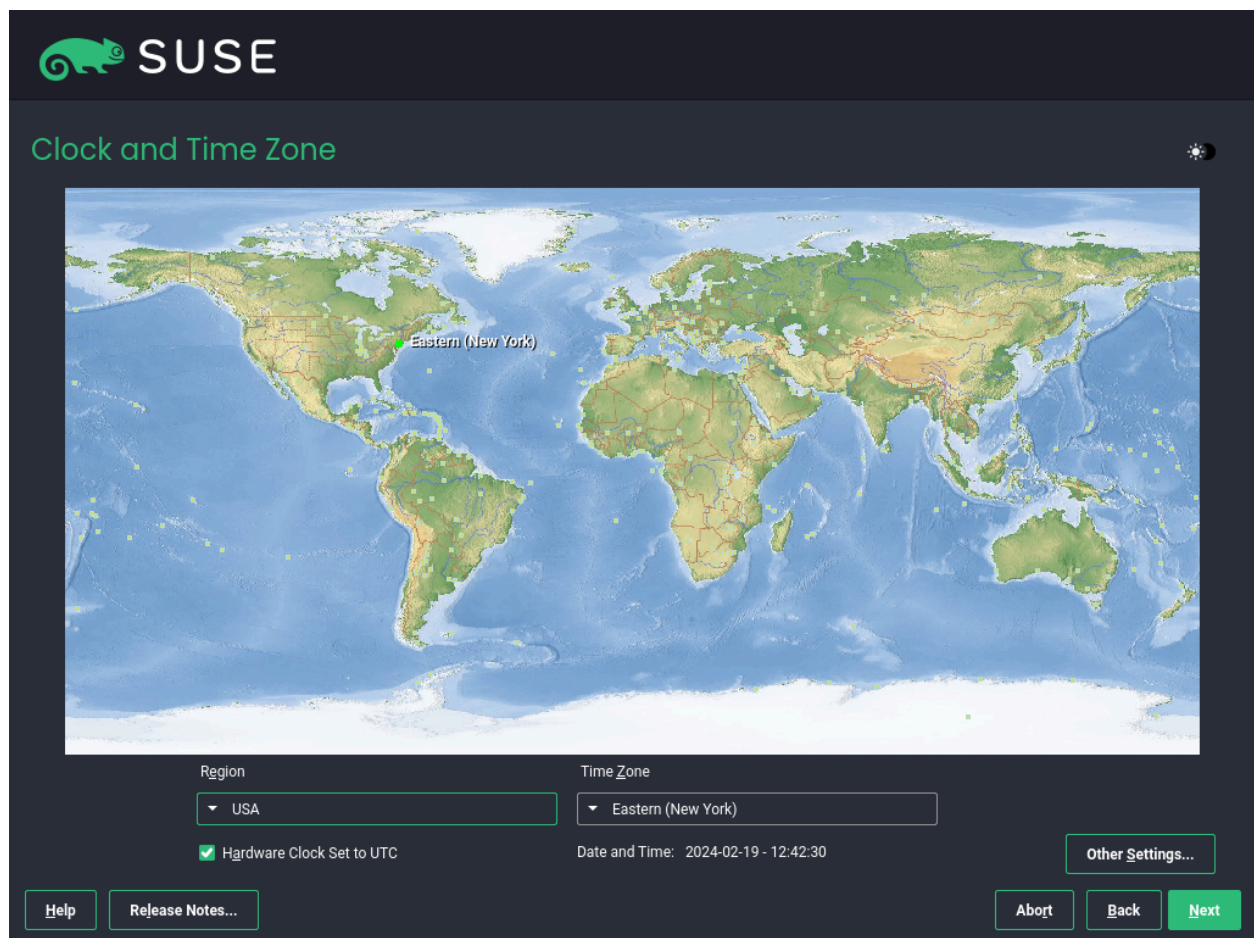 SUSE
Clock and Time Zone
Eastern (New York)
Region
Time Zone
USA
Eastern (New York)
Hardware Clock Set to UTC
Date and Time: 2024-02-19 - 12:42:30
Other Settings...
Help
Release Notes...
Abort
Back
Next